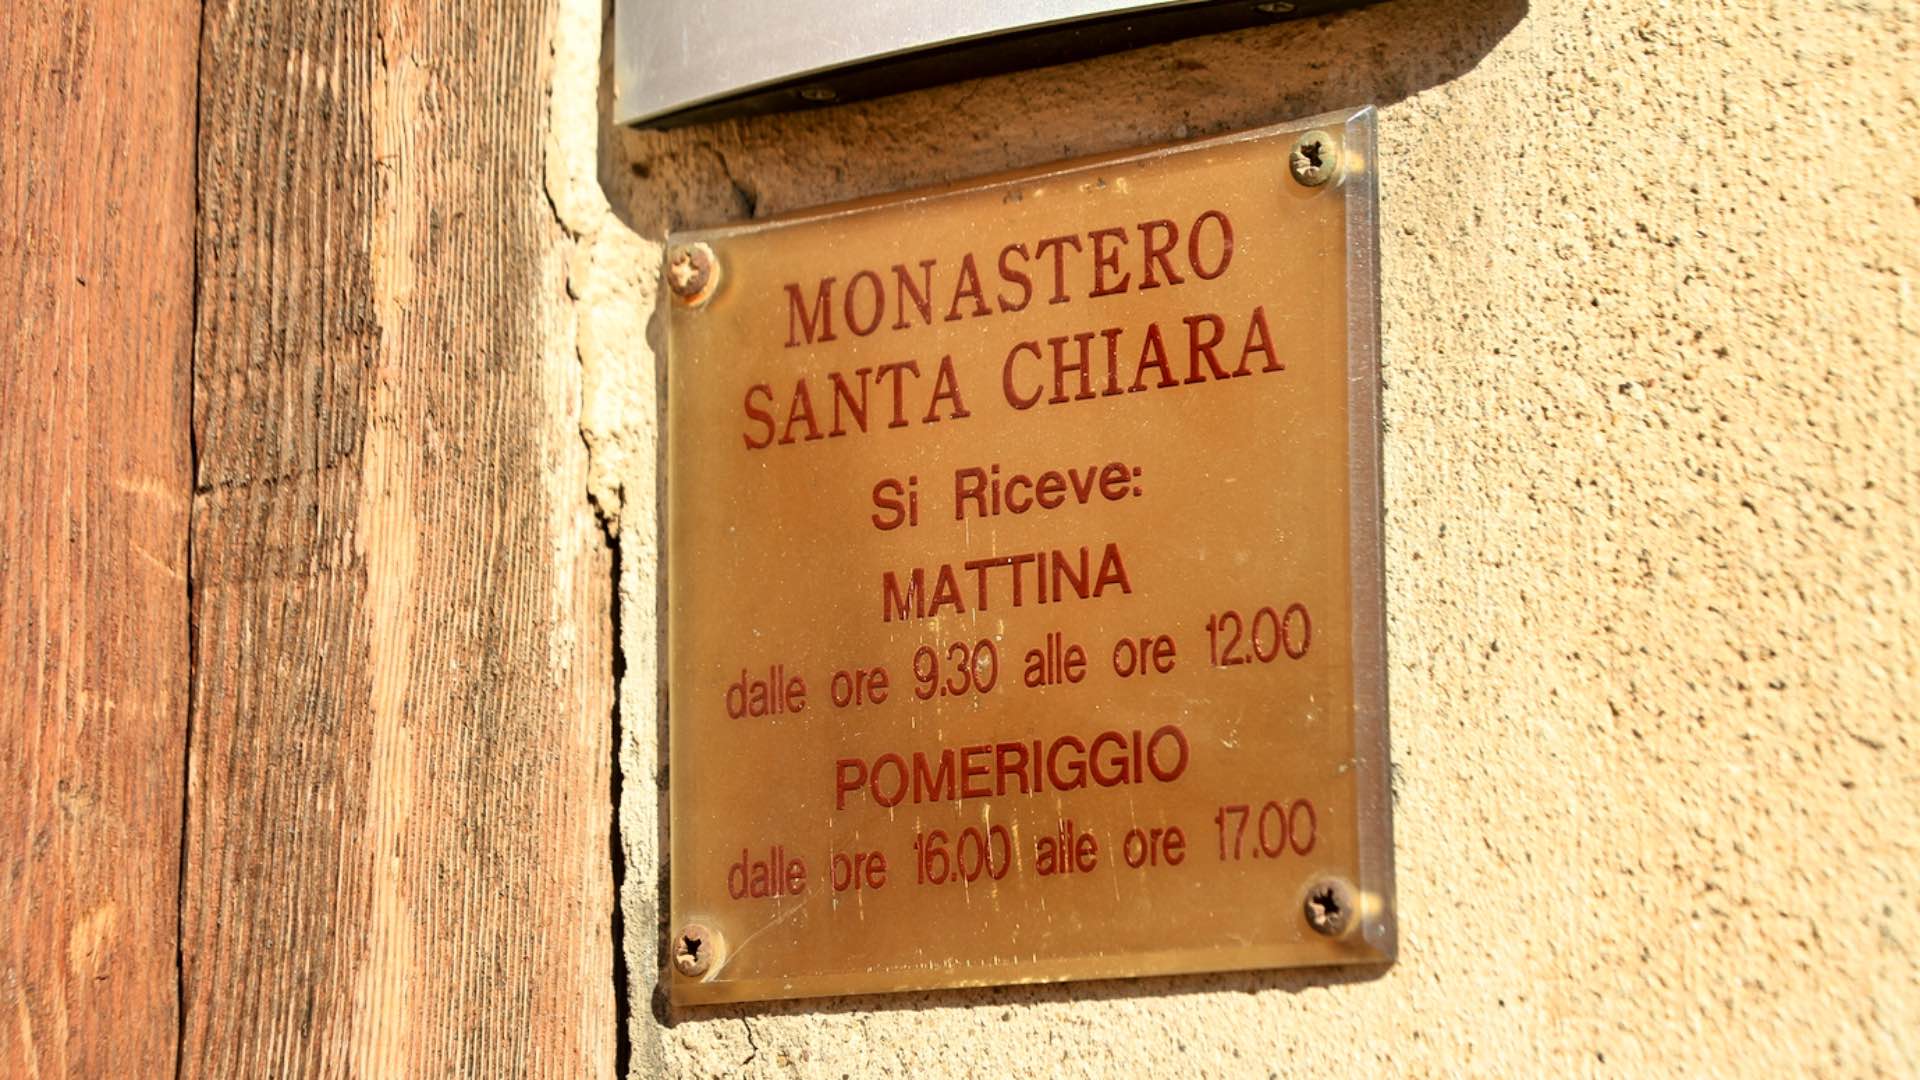 MONASTERO
SANTA CHIARA
Si Riceve:
MATTINA
dalle ore 9.30 alle ore 12.00
POMERIGGIO
dalle ore 16.00 alle ore 17.00